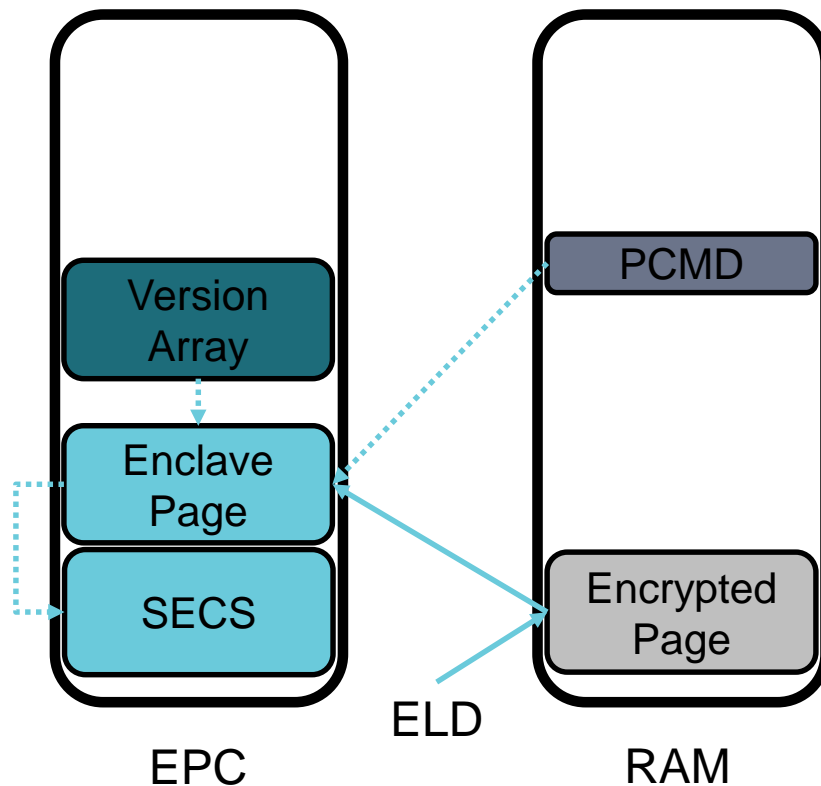 PCMD
Version
Array
Enclave
Page
SECS
Encrypted
Page
ELD
EPC
RAM